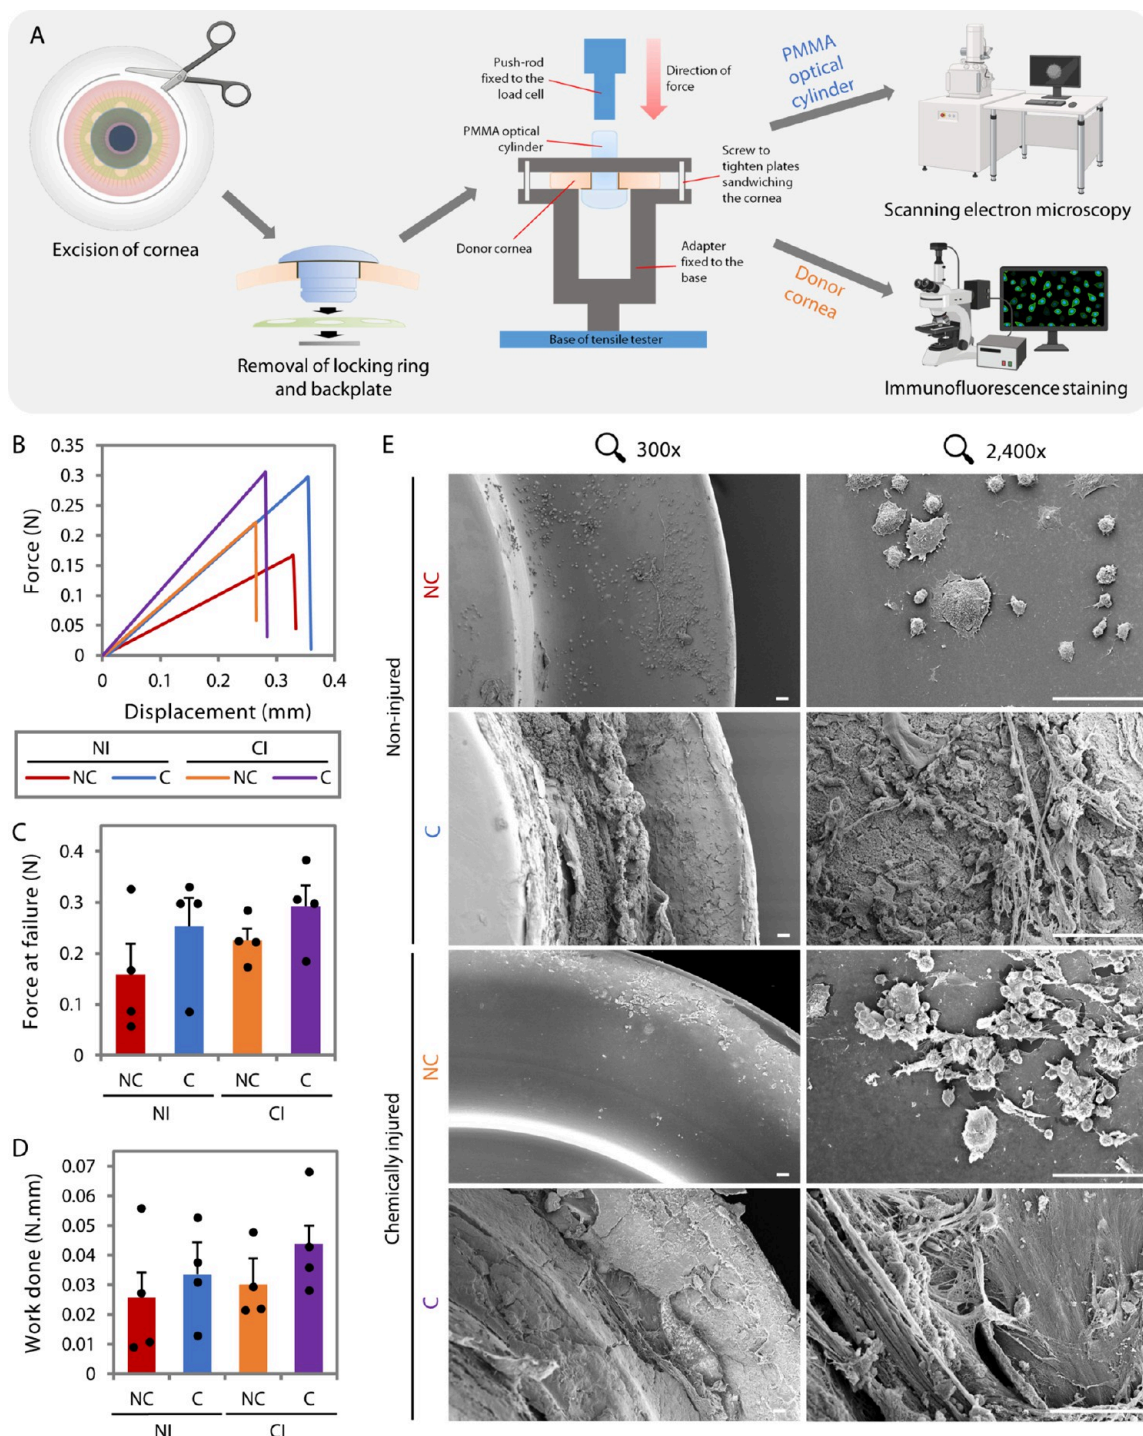 A
Excision of cornea
Removal of locking ring
and backplate
Push-rod
fixed to the
load cell
Direction of
force
PMMA optical
cylinder
Donor cornea
Screw to
tighten plates
sandwiching
the cornea
Adapter
fixed to the
base
Base of tensile tester
PMMA
optical
cylinder
Donor
cornea
Scanning electron microscopy
Immunofluorescence staining
B
Force (N)
0.35
0.3
0.25
0.2
0.15
0.1
0.05
0
0 0.1 0.2 0.3 0.4
Displacement (mm)
NI CI
NC C NC C
C
Force at failure (N)
0.4
0.3
0.2
0.1
0
NC C NC C
NI CI
D
Work done (N.mm)
0.07
0.06
0.05
0.04
0.03
0.02
0.01
0
NC C NC C
NI CI
E
300x
2,400x
Non-injured
NC
C
Chemically injured
NC
C